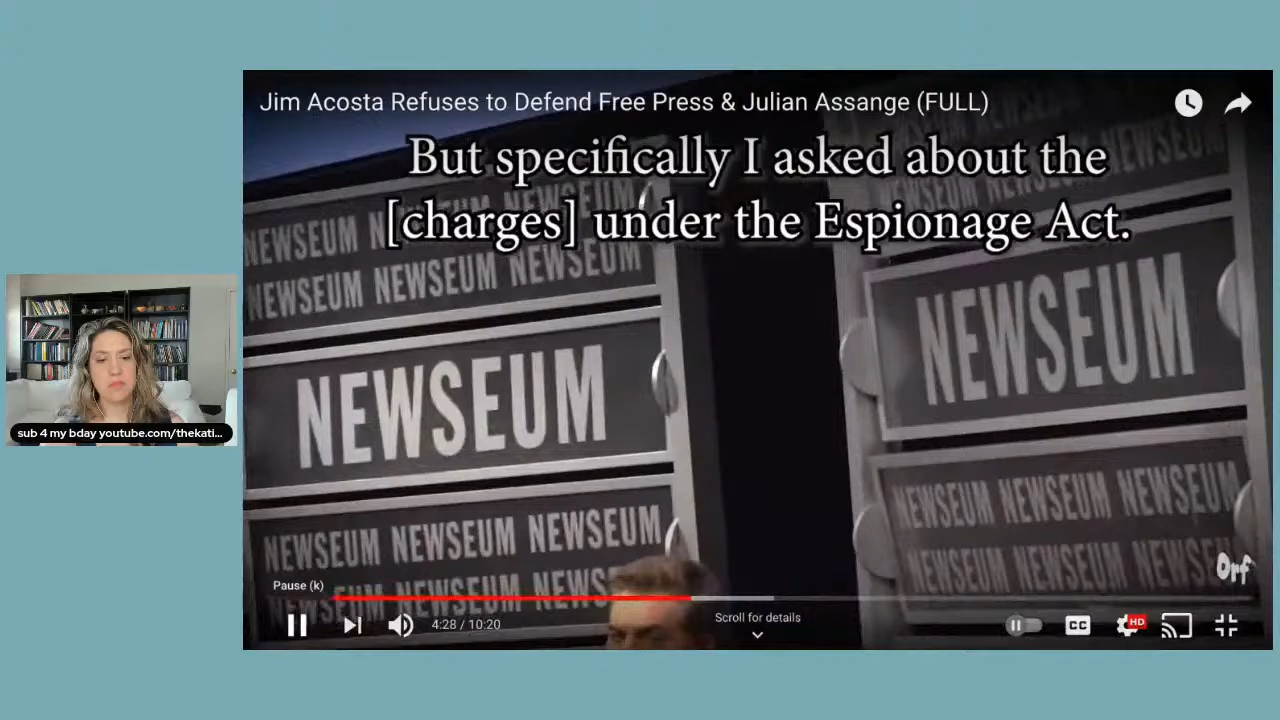 Jim Acosta Refuses to Defend Free Press & Julian Assange (FULL)
But specifically I asked about the
[charges] under the Espionage Act.
NEWSEUM
NEWSEUM NEWSEUM NEWSEUM
NEWSEUM
NEWSEUM
NEWSEUM NEWSEUM NEWSEUM
NEWSEUM NEWSEUM NEWSEUM
Orf
Pause (k)
4:28 / 10:20
Scroll for details
CC
HD
sub 4 my bday youtube.com/thekati...